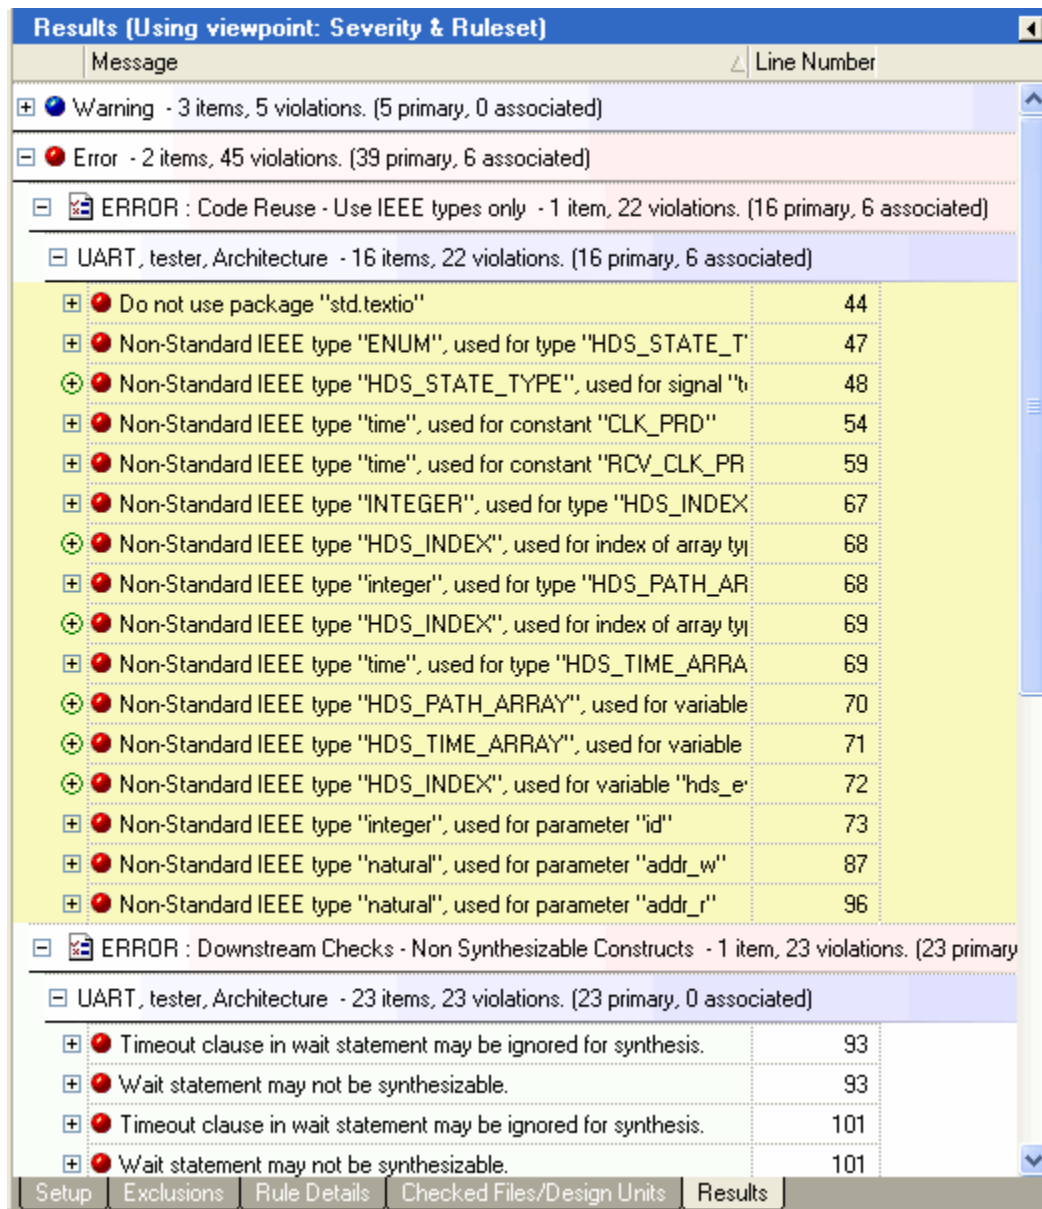 Results (Using viewpoint: Severity & Ruleset)
Message Line Number
Warning - 3 items, 5 violations. (5 primary, 0 associated)
Error - 2 items, 45 violations. (39 primary, 6 associated)
ERROR : Code Reuse - Use IEEE types only - 1 item, 22 violations. (16 primary, 6 associated)
UART, tester, Architecture - 16 items, 22 violations. (16 primary, 6 associated)
Do not use package "std.textio" 44
Non-Standard IEEE type "ENUM", used for type "HDS_STATE_T 47
Non-Standard IEEE type "HDS_STATE_TYPE", used for signal "t 48
Non-Standard IEEE type "time", used for constant "CLK_PRD" 54
Non-Standard IEEE type "time", used for constant "RCV_CLK_PR 59
Non-Standard IEEE type "INTEGER", used for type "HDS_INDEX 67
Non-Standard IEEE type "HDS_INDEX", used for index of array typ 68
Non-Standard IEEE type "integer", used for type "HDS_PATH_AR 68
Non-Standard IEEE type "HDS_INDEX", used for index of array typ 69
Non-Standard IEEE type "time", used for type "HDS_TIME_ARRA 69
Non-Standard IEEE type "HDS_PATH_ARRAY", used for variable 70
Non-Standard IEEE type "HDS_TIME_ARRAY", used for variable 71
Non-Standard IEEE type "HDS_INDEX", used for variable "hds_e 72
Non-Standard IEEE type "integer", used for parameter "id" 73
Non-Standard IEEE type "natural", used for parameter "addr_w" 87
Non-Standard IEEE type "natural", used for parameter "addr_r" 96
ERROR : Downstream Checks - Non Synthesizable Constructs - 1 item, 23 violations. (23 primary
UART, tester, Architecture - 23 items, 23 violations. (23 primary, 0 associated)
Timeout clause in wait statement may be ignored for synthesis. 93
Wait statement may not be synthesizable. 93
Timeout clause in wait statement may be ignored for synthesis. 101
Wait statement may not be synthesizable. 101
Setup Exclusions Rule Details Checked Files/Design Units Results